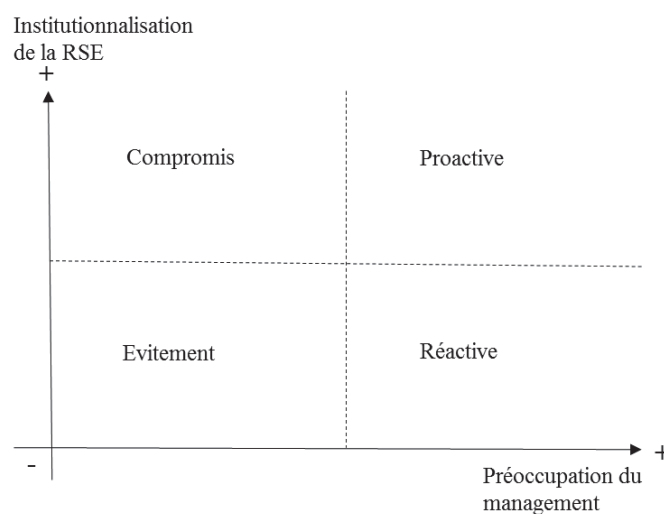 Institutionnalisation
de la RSE
+
Compromis
Proactive
Evitement
Réactive
-
+
Préoccupation du
management